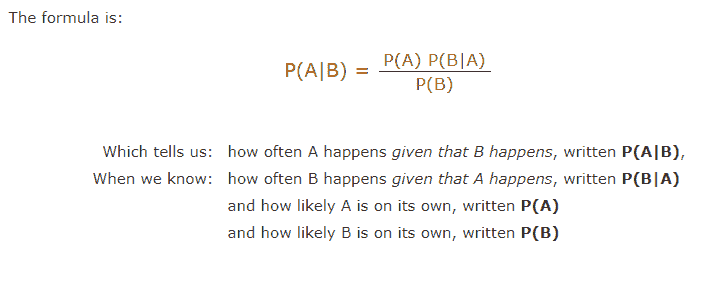 The formula is:
P(A|B) = P(A) P(B|A)
P(B)
Which tells us: how often A happens given that B happens, written P(A|B),
When we know: how often B happens given that A happens, written P(B|A)
and how likely A is on its own, written P(A)
and how likely B is on its own, written P(B)